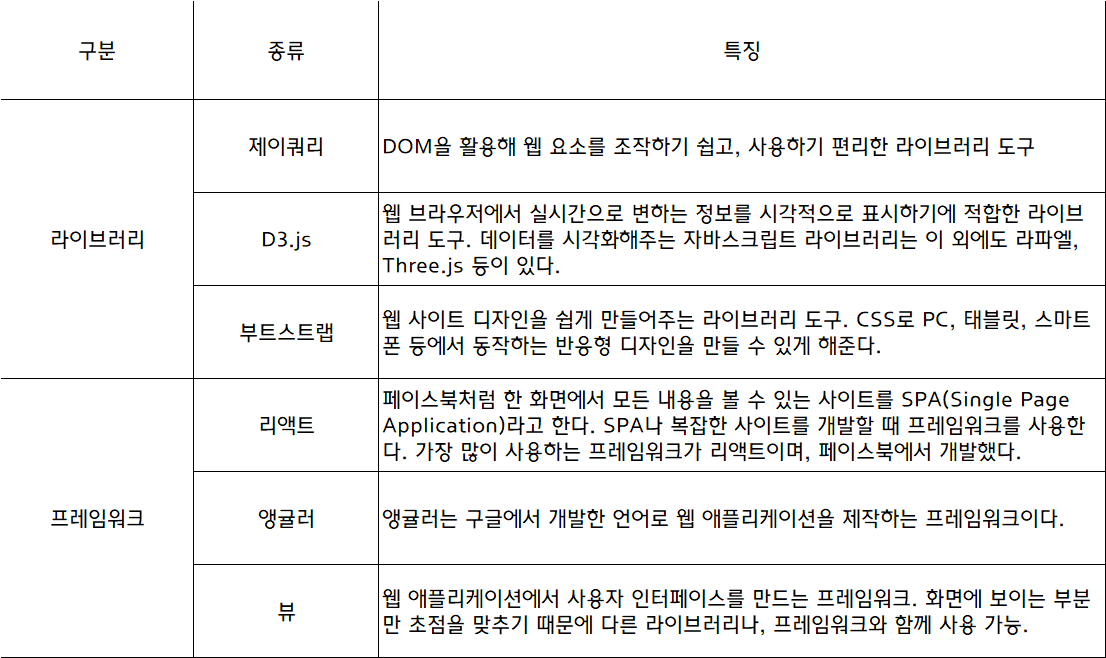 구분 종류 특징
라이브러리
제이쿼리
DOM을 활용해 웹 요소를 조작하기 쉽고, 사용하기 편리한 라이브러리 도구
D3.js
웹 브라우저에서 실시간으로 변하는 정보를 시각적으로 표시하기에 적합한 라이브
러리 도구. 데이터를 시각화해주는 자바스크립트 라이브러리는 이 외에도 라파엘,
Three.js 등이 있다.
부트스트랩
웹 사이트 디자인을 쉽게 만들어주는 라이브러리 도구. CSS로 PC, 태블릿, 스마트
폰 등에서 동작하는 반응형 디자인을 만들 수 있게 해준다.
프레임워크
리액트
페이스북처럼 한 화면에서 모든 내용을 볼 수 있는 사이트를 SPA(Single Page
Application)라고 한다. SPA나 복잡한 사이트를 개발할 때 프레임워크를 사용한
다. 가장 많이 사용하는 프레임워크가 리액트이며, 페이스북에서 개발했다.
앵귤러
앵귤러는 구글에서 개발한 언어로 웹 애플리케이션을 제작하는 프레임워크이다.
뷰
웹 애플리케이션에서 사용자 인터페이스를 만드는 프레임워크. 화면에 보이는 부분
만 초점을 맞추기 때문에 다른 라이브러리나, 프레임워크와 함께 사용 가능.